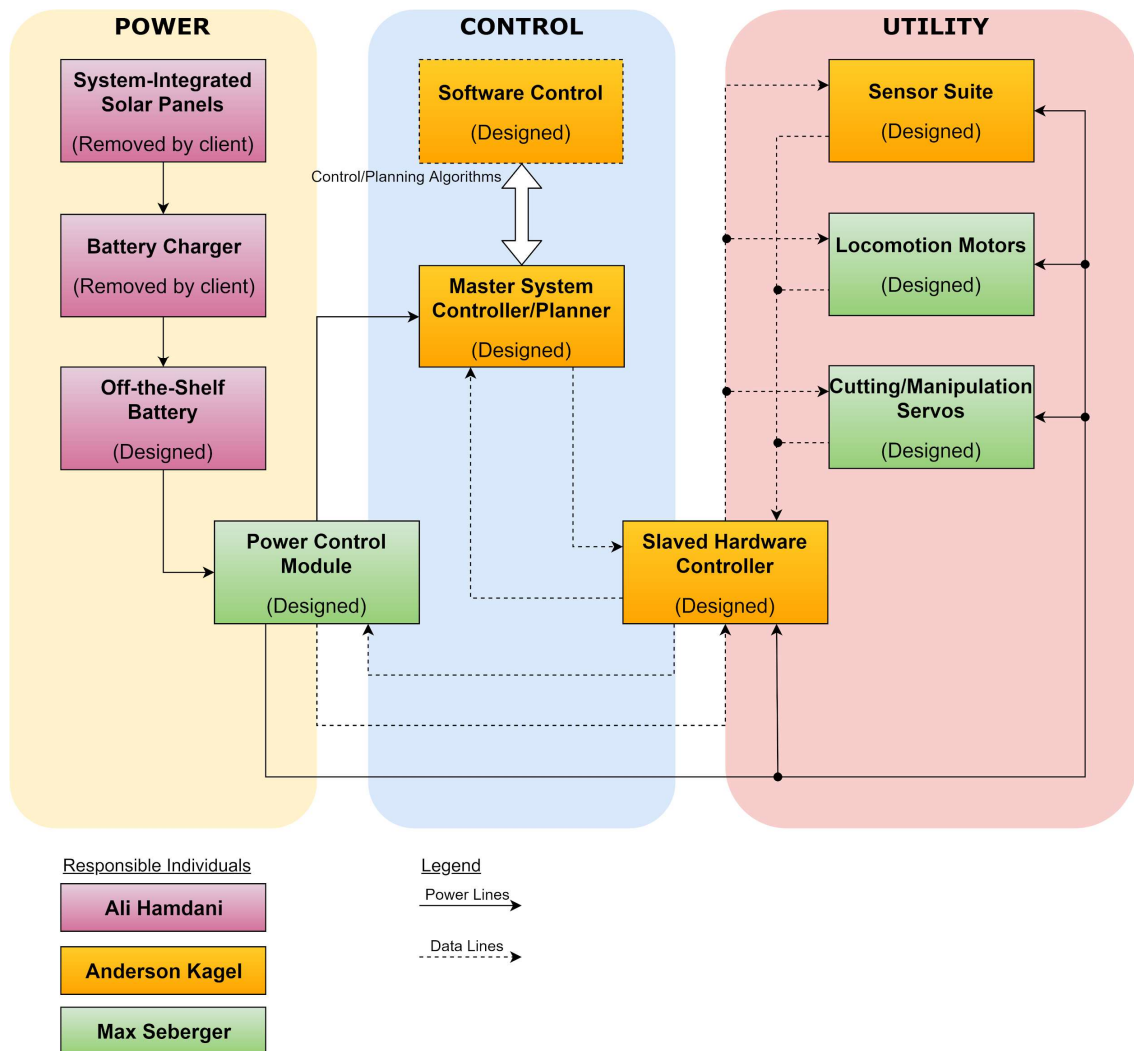 POWER
System-Integrated
Solar Panels
(Removed by client)
Battery Charger
(Removed by client)
Off-the-Shelf
Battery
(Designed)
Power Control
Module
(Designed)
CONTROL
Software Control
(Designed)
Control/Planning Algorithms
Master System
Controller/Planner
(Designed)
Slaved Hardware
Controller
(Designed)
UTILITY
Sensor Suite
(Designed)
Locomotion Motors
(Designed)
Cutting/Manipulation
Servos
(Designed)
Responsible Individuals
Ali Hamdani
Anderson Kagel
Max Seberger
Legend
Power Lines
Data Lines